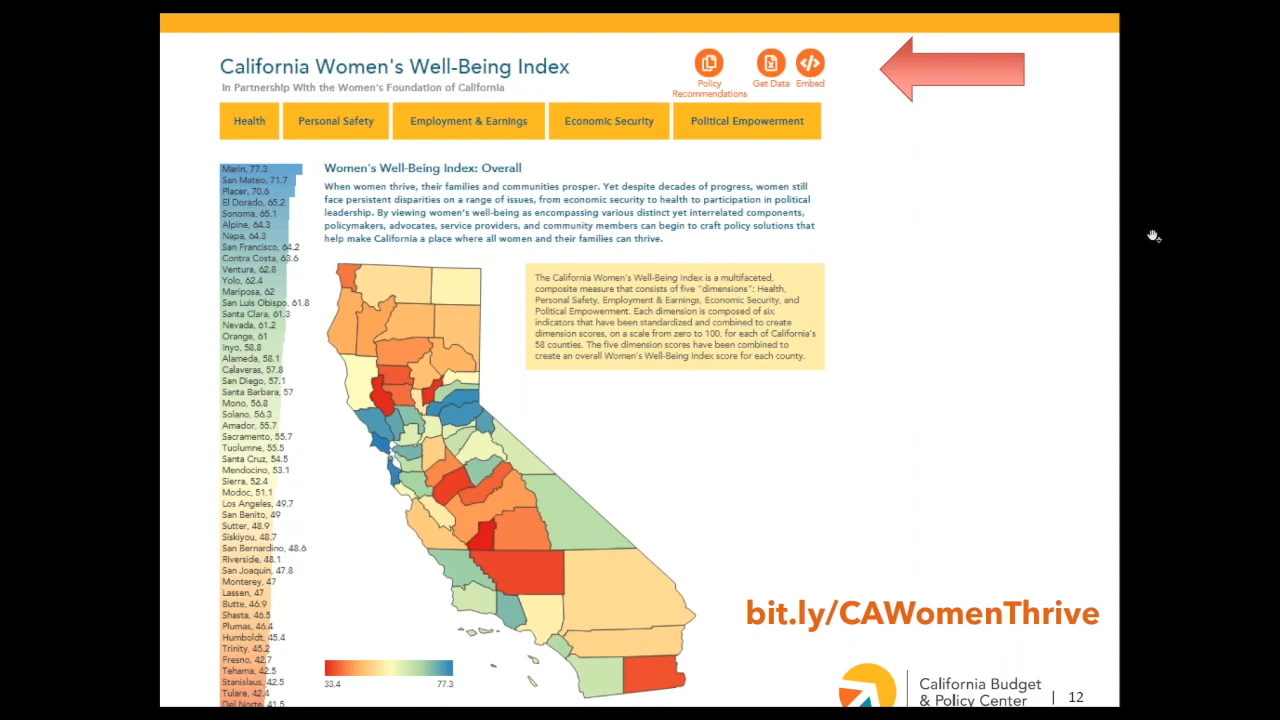 California Women's Well-Being Index
In Partnership With the Women's Foundation of California
Policy
Recommendations
Get Data
Embed
Health
Personal Safety
Employment & Earnings
Economic Security
Political Empowerment
Marin, 77.3
San Mateo, 71.7
Placer, 70.6
El Dorado, 65.2
Sonoma, 65.1
Alpine, 64.3
Napa, 64.3
San Francisco, 64.2
Contra Costa, 63.6
Ventura, 62.8
Yolo, 62.4
Mariposa, 62
San Luis Obispo, 61.8
Santa Clara, 61.3
Nevada, 61.2
Orange, 61
Inyo, 58.8
Alameda, 58.1
Calaveras, 57.8
San Diego, 57.1
Santa Barbara, 57
Mono, 56.8
Solano, 56.3
Amador, 55.7
Sacramento, 55.7
Tuolumne, 55.5
Santa Cruz, 54.5
Mendocino, 53.1
Sierra, 52.4
Modoc, 51.1
Los Angeles, 49.7
San Benito, 49
Sutter, 48.9
Siskiyou, 48.7
San Bernardino, 48.6
Riverside, 48.1
San Joaquin, 47.8
Monterey, 47
Lassen, 47
Butte, 46.9
Shasta, 46.5
Plumas, 46.4
Humboldt, 45.4
Trinity, 45.2
Fresno, 42.7
Tehama, 42.5
Stanislaus, 42.5
Tulare, 42.4
Del Norte, 41.5
Women's Well-Being Index: Overall
When women thrive, their families and communities prosper. Yet despite decades of progress, women still
face persistent disparities on a range of issues, from economic security to health to participation in political
leadership. By viewing women's well-being as encompassing various distinct yet interrelated components,
policymakers, advocates, service providers, and community members can begin to craft policy solutions that
help make California a place where all women and their families can thrive.
The California Women's Well-Being Index is a multifaceted,
composite measure that consists of five "dimensions": Health,
Personal Safety, Employment & Earnings, Economic Security, and
Political Empowerment. Each dimension is composed of six
indicators that have been standardized and combined to create
dimension scores, on a scale from zero to 100, for each of California's
58 counties. The five dimension scores have been combined to
create an overall Women's Well-Being Index score for each county.
33.4
77.3
bit.ly/CAWomenThrive
California Budget
& Policy Center
12